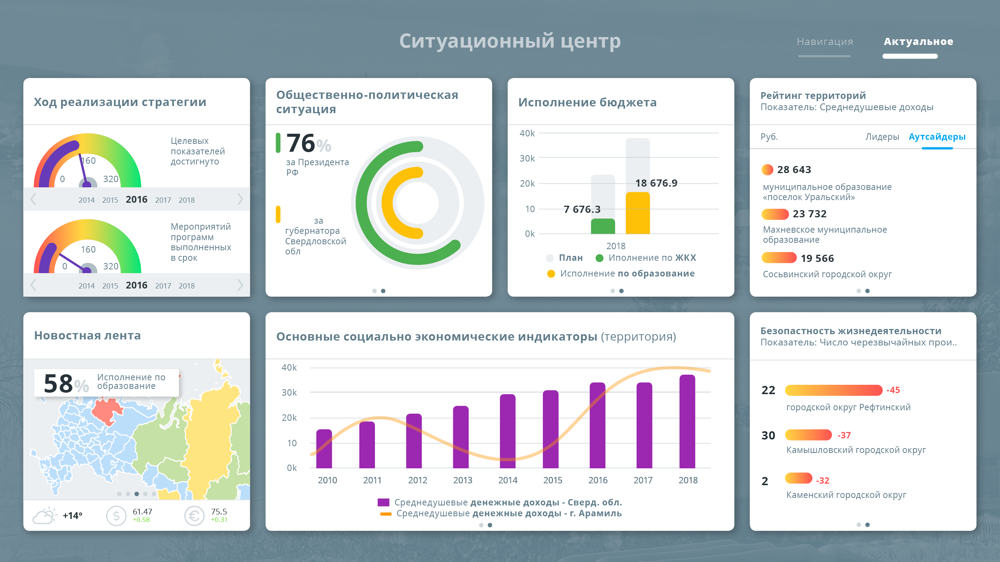 Ситуационный центр
Навигация
Актуальное
Ход реализации стратегии
160
0
320
Целевых
показателей
достигнуто
2014 2015 2016 2017 2018
160
0
320
Мероприятий
программ
выполненных
в срок
2014 2015 2016 2017 2018
Общественно-политическая
ситуация
76%
за Президента
РФ
за
губернатора
Свердловской
обл
Исполнение бюджета
40k
30k
20k
10
0k
18 676.9
7 676.3
2018
План
Иполнение по ЖКХ
Исполнение по образование
Рейтинг территорий
Показатель: Среднедушевые доходы
Руб.
Лидеры
Аутсайдеры
28 643
муниципальное образование
«поселок Уральский»
23 732
Махневское муниципальное
образование
19 566
Сосьвинский городской округ
Новостная лента
58%
Исполнение по
образование
+14°
$
61.47
+0.58
€
75.5
+0.31
Основные социально экономические индикаторы (территория)
40k
30k
20k
10
0k
2010 2011 2012 2013 2014 2015 2016 2017 2018
Среднедушевые денежные доходы - Сверд. обл.
Среднедушевые денежные доходы - г. Арамиль
Безопастность жизнедеятельности
Показатель: Число черезвычайных прои..
22
-45
городской округ Рефтинский
30
-37
Камышловский городской округ
2
-32
Каменский городской округ